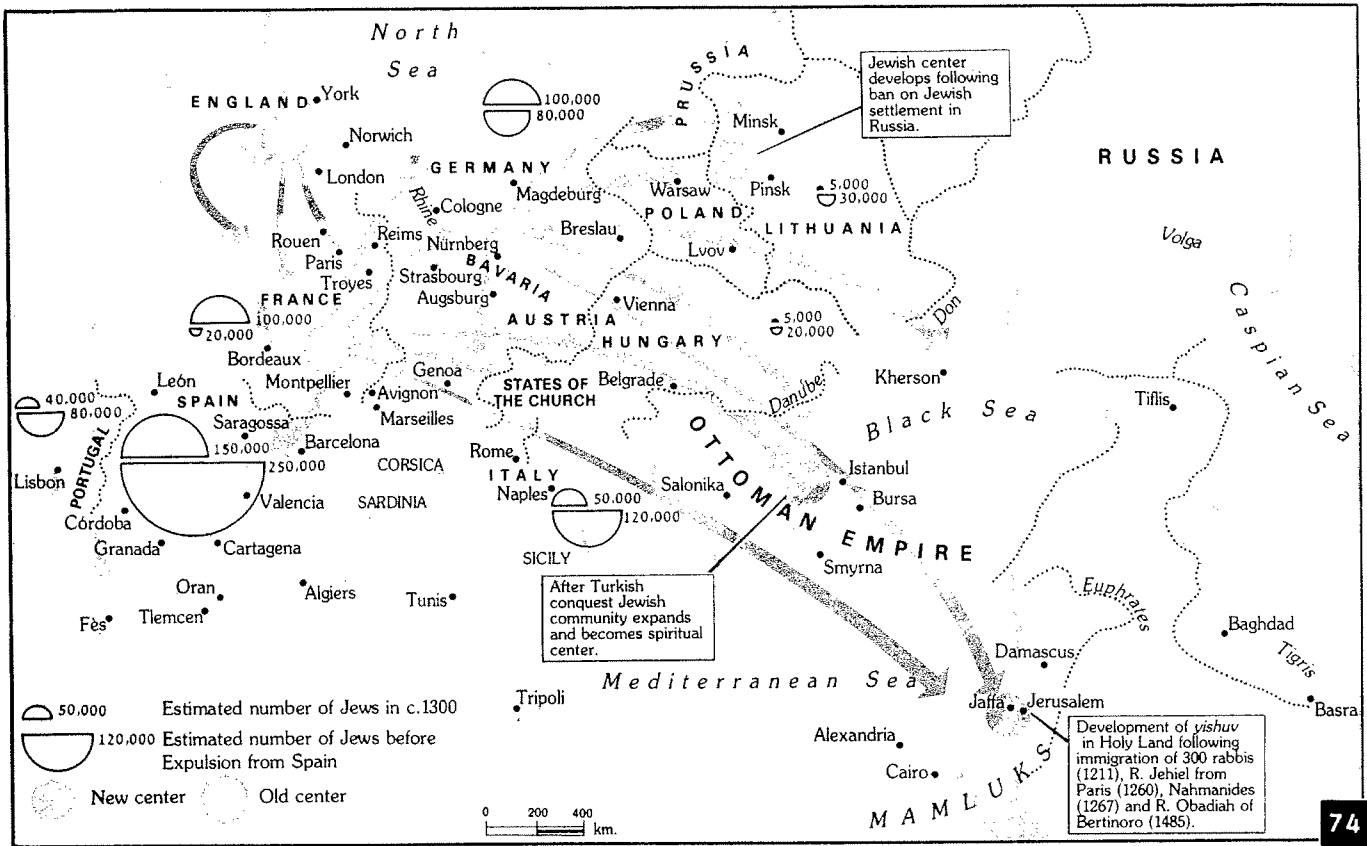 North
Sea
ENGLAND
York
Norwich
London
100,000
80,000
GERMANY
Magdeburg
Rhine
Cologne
PRUSSIA
Minsk
Jewish center
develops following
ban on Jewish
settlement in
Russia.
RUSSIA
Warsaw
Pinsk
5,000
30,000
POLAND
LITHUANIA
Breslau
Lvov
Volga
Rouen
Paris
Reims
Troyes
Nürnberg
Strasbourg
BAVARIA
Augsburg
FRANCE
100,000
20,000
Vienna
AUSTRIA
HUNGARY
5,000
20,000
Don
Caspian Sea
Bordeaux
Montpellier
Avignon
Marseilles
Genoa
STATES OF
THE CHURCH
Belgrade
Danube
Kherson
Black Sea
Tiflis
León
SPAIN
Saragossa
40,000
80,000
PORTUGAL
150,000
250,000
Barcelona
CORSICA
SARDINIA
Lisbon
Valencia
Córdoba
Granada
Cartagena
Rome
ITALY
Naples
50,000
120,000
SICILY
Salonika
OTTOMAN EMPIRE
Istanbul
Bursa
Smyrna
Oran
Tlemcen
Fès
Algiers
Tunis
After Turkish
conquest Jewish
community expands
and becomes spiritual
center.
Euphrates
Baghdad
Tigris
Basra
Damascus
Mediterranean Sea
Tripoli
Jaffa
Jerusalem
Alexandria
Cairo
MAMLUKS
Development of yishuv
in Holy Land following
immigration of 300 rabbis
(1211), R. Jehiel from
Paris (1260), Nahmanides
(1267) and R. Obadiah of
Bertinoro (1485).
50,000 Estimated number of Jews in c.1300
120,000 Estimated number of Jews before
Expulsion from Spain
New center Old center
0 200 400
km.
74